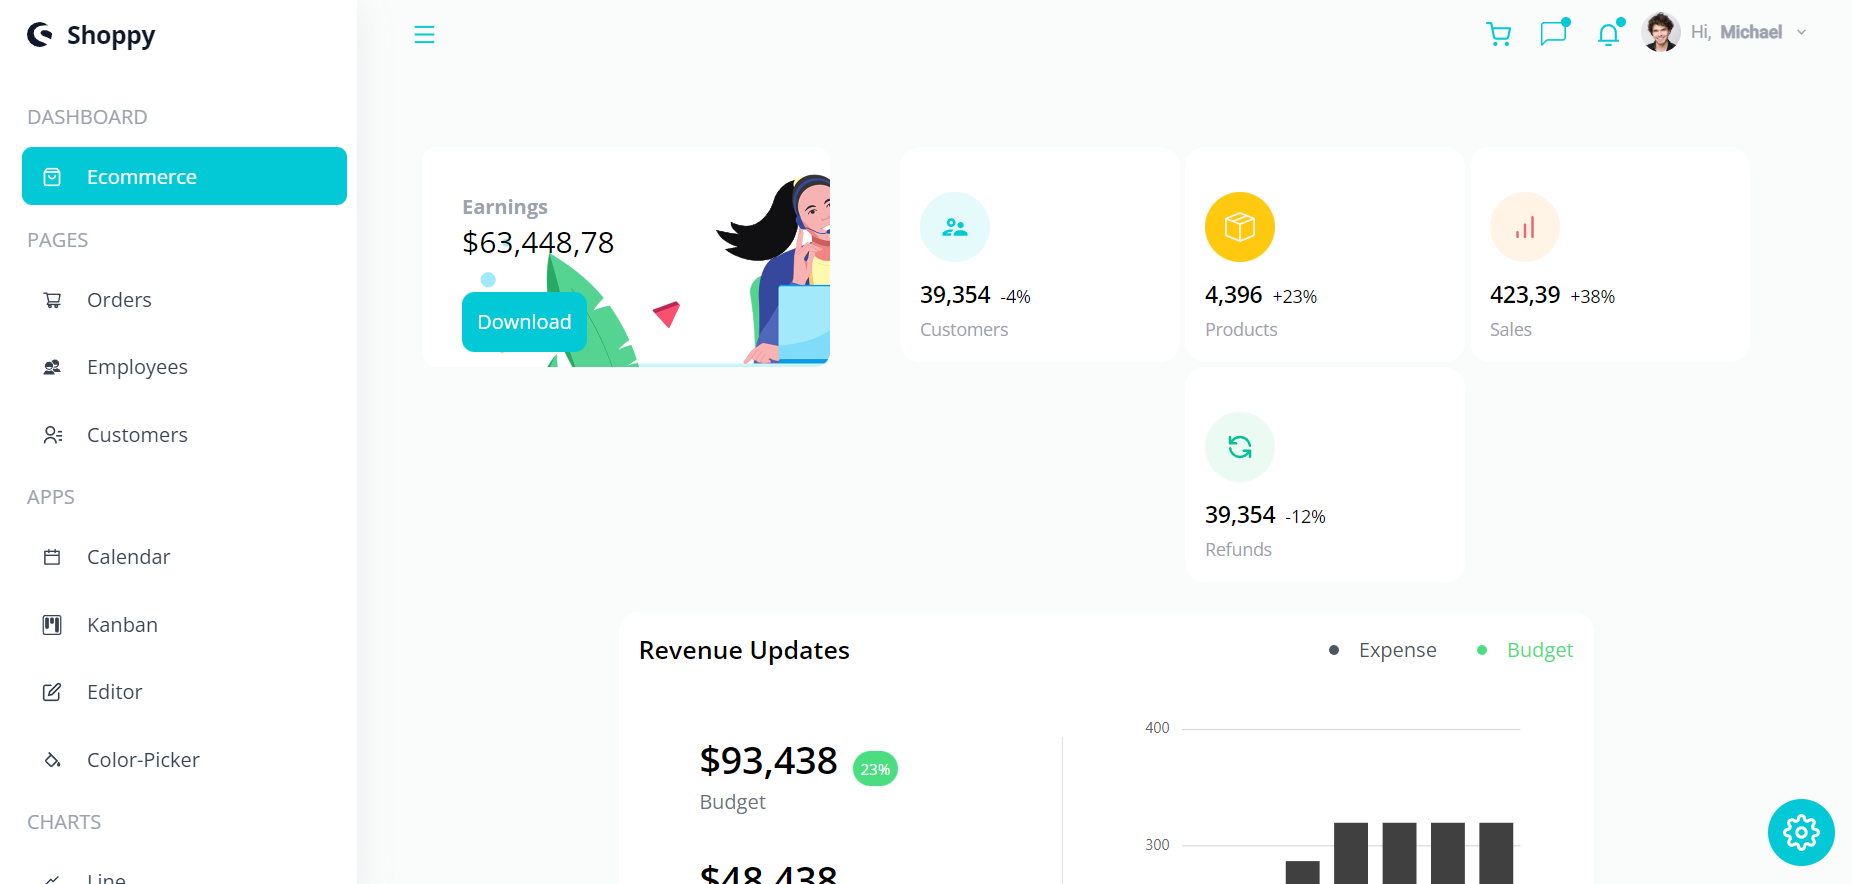 Shoppy
DASHBOARD
Ecommerce
PAGES
Orders
Employees
Customers
APPS
Calendar
Kanban
Editor
Color-Picker
CHARTS
Line
Hi, Michael
Earnings
$63,448,78
Download
39,354 -4%
Customers
4,396 +23%
Products
423,39 +38%
Sales
39,354 -12%
Refunds
Revenue Updates
Expense
Budget
$93,438 23%
Budget
$48,438
400
300